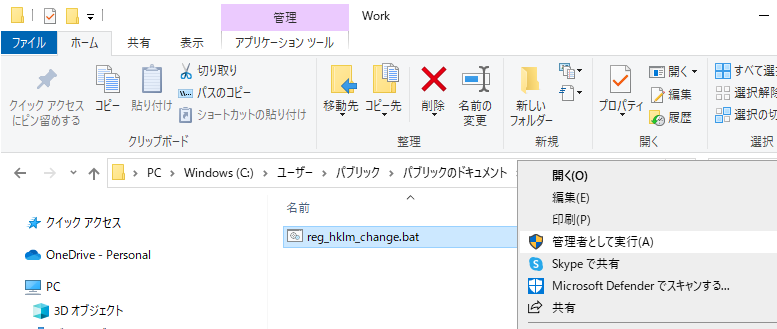 管理
Work
ファイル
ホーム
共有
表示
アプリケーション ツール
クイック アクセス
にピン留めする
コピー
貼り付け
切り取り
パスのコピー
ショートカットの貼り付け
クリップボード
移動先
コピー先
削除
名前の
変更
整理
新しい
フォルダー
新規
プロパティ
開く
編集
履歴
開く
すべて選択
選択解除
選択の切
選択
PC
Windows (C:)
ユーザー
パブリック
パブリックのドキュメント
クイック アクセス
OneDrive - Personal
PC
3D オブジェクト
名前
reg_hklm_change.bat
開く(O)
編集(E)
印刷(P)
管理者として実行(A)
Skype で共有
Microsoft Defender でスキャンする...
共有